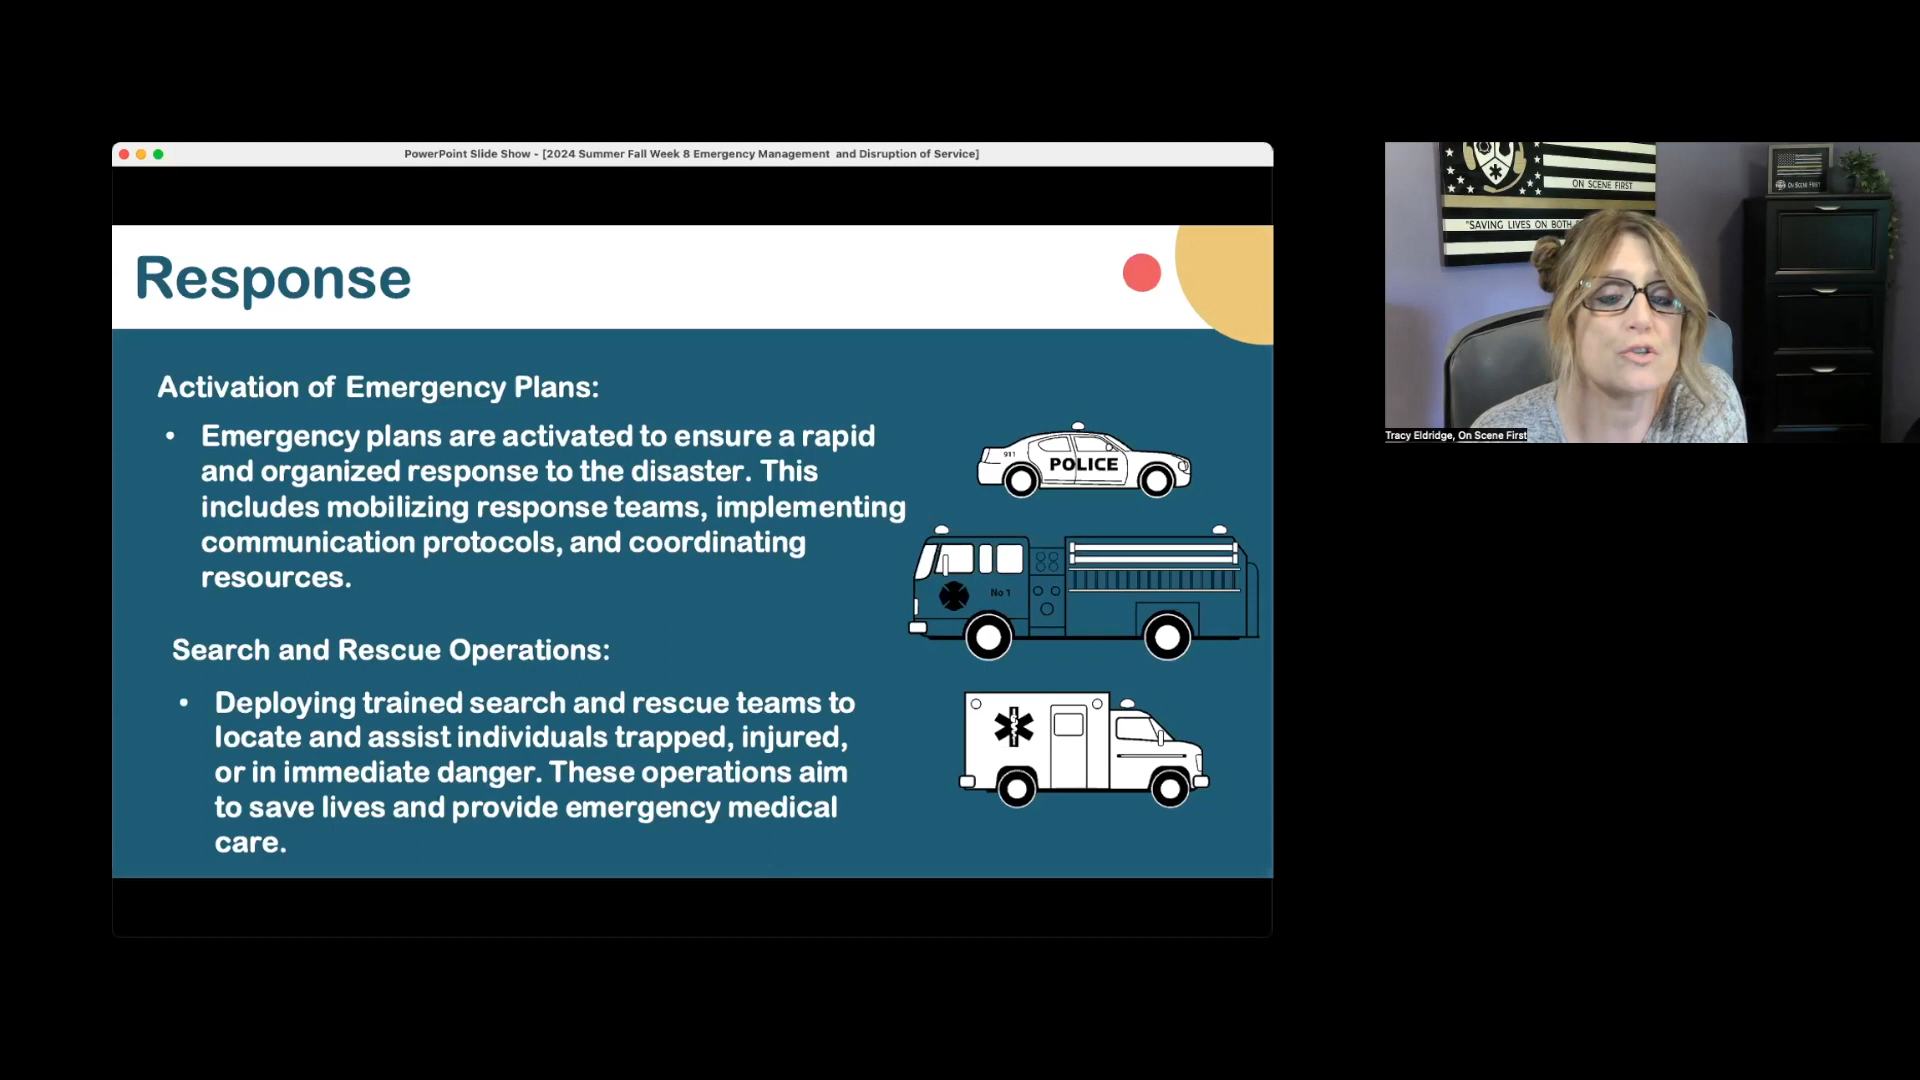 PowerPoint Slide Show - [2024 Summer Fall Week 8 Emergency Management  and Disruption of Service]
Response
Activation of Emergency Plans:
• Emergency plans are activated to ensure a rapid
and organized response to the disaster. This
includes mobilizing response teams, implementing
communication protocols, and coordinating
resources.
Search and Rescue Operations:
• Deploying trained search and rescue teams to
locate and assist individuals trapped, injured,
or in immediate danger. These operations aim
to save lives and provide emergency medical
care.
911
POLICE
No 1
ON SCENE FIRST
"SAVING LIVES ON BOTH
ON SCENE FIRST
Tracy Eldridge, On Scene First